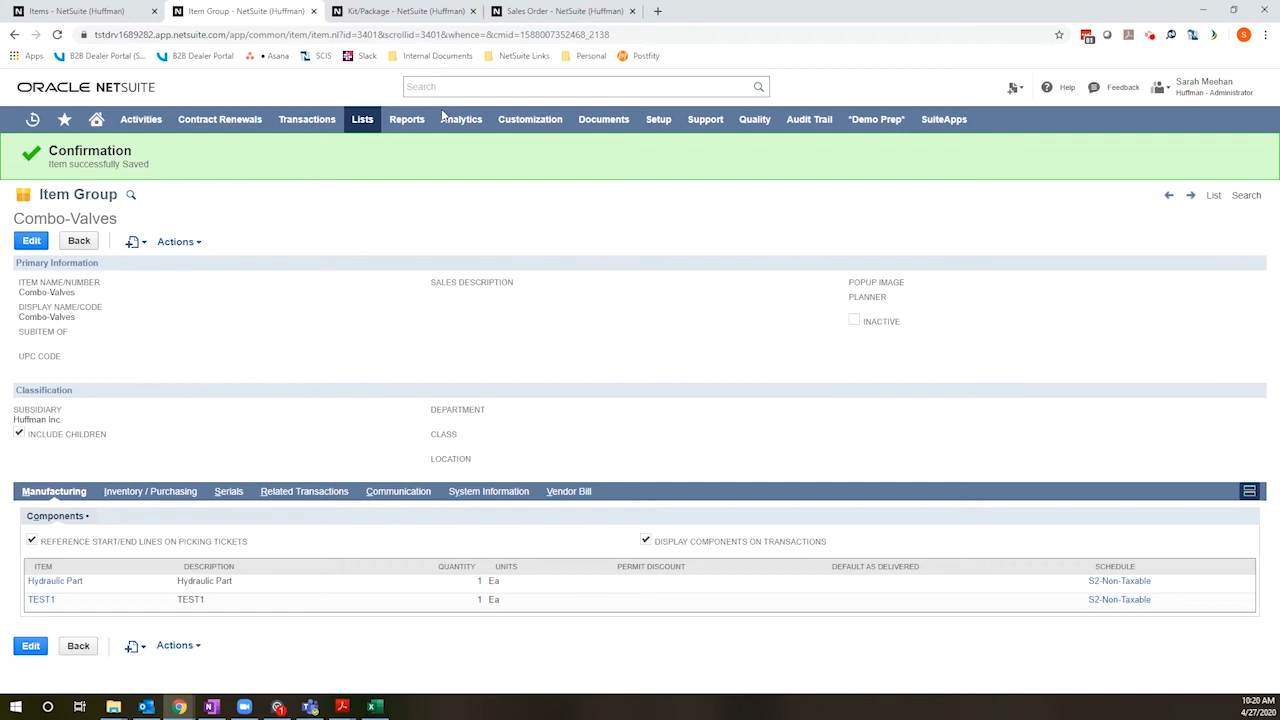 Items - NetSuite (Huffman)
Item Group - NetSuite (Huffman)
Kit/Package - NetSuite (Huffman)
Sales Order - NetSuite (Huffman)
tstdrv1689282.app.netsuite.com/app/common/item/item.nl?id=3401&scrollid=3401&whence=&cmid=1588007352468_2138
Apps B2B Dealer Portal (S... B2B Dealer Portal • Asana SCIS Slack Internal Documents NetSuite Links Personal Postfity
ORACLE NETSUITE
Search
Help
Feedback
Sarah Meehan
Huffman - Administrator
Activities Contract Renewals Transactions Lists Reports Analytics Customization Documents Setup Support Quality Audit Trail *Demo Prep* SuiteApps
Confirmation
Item successfully Saved
Item Group
List Search
Combo-Valves
Edit Back Actions
Primary Information
ITEM NAME/NUMBER
Combo-Valves
DISPLAY NAME/CODE
Combo-Valves
SUBITEM OF
UPC CODE
SALES DESCRIPTION
POPUP IMAGE
PLANNER
INACTIVE
Classification
SUBSIDIARY
Huffman Inc.
INCLUDE CHILDREN
DEPARTMENT
CLASS
LOCATION
Manufacturing Inventory / Purchasing Serials Related Transactions Communication System Information Vendor Bill
Components •
REFERENCE START/END LINES ON PICKING TICKETS
DISPLAY COMPONENTS ON TRANSACTIONS
ITEM DESCRIPTION QUANTITY UNITS PERMIT DISCOUNT DEFAULT AS DELIVERED SCHEDULE
Hydraulic Part Hydraulic Part 1 Ea S2-Non-Taxable
TEST1 TEST1 1 Ea S2-Non-Taxable
Edit Back Actions
10:20 AM
4/27/2020